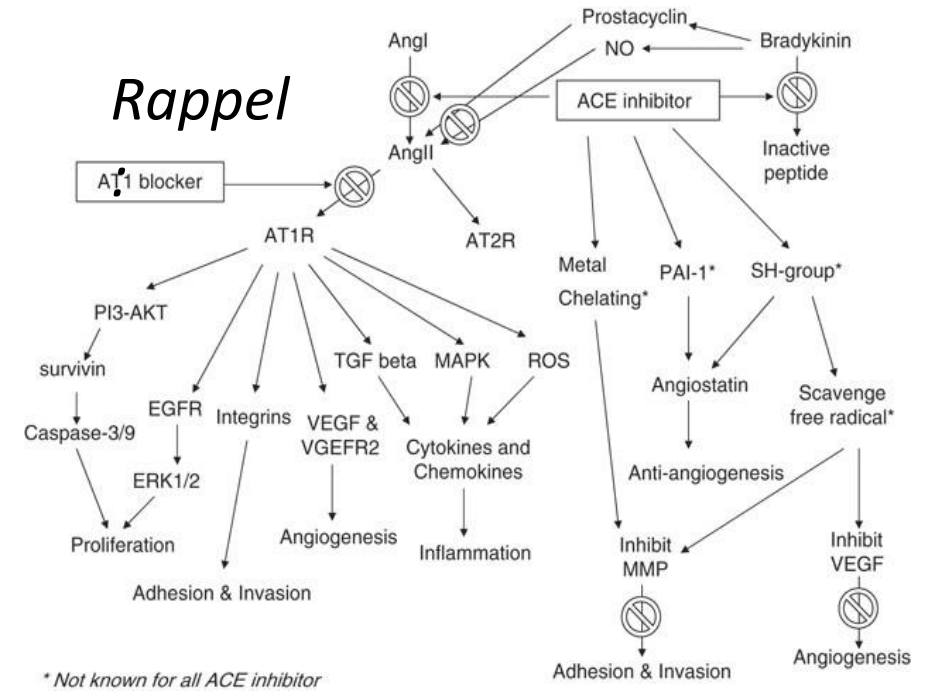 Prostacyclin
AngI
NO
Bradykinin
Rappel
ACE inhibitor
AngII
Inactive
peptide
AT1 blocker
AT1R
AT2R
Metal
Chelating*
PAI-1*
SH-group*
PI3-AKT
survivin
TGF beta
MAPK
ROS
Angiostatin
Scavenge
free radical*
EGFR
Integrins
VEGF &
VGEFR2
Caspase-3/9
Cytokines and
Chemokines
ERK1/2
Anti-angiogenesis
Proliferation
Angiogenesis
Inflammation
Inhibit
MMP
Inhibit
VEGF
Adhesion & Invasion
Adhesion & Invasion
Angiogenesis
* Not known for all ACE inhibitor